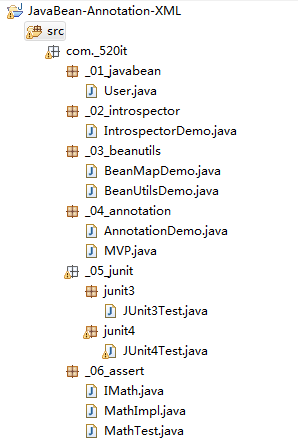 JavaBean-Annotation-XML
src
com._520it
_01_javabean
User.java
_02_introspector
IntrospectorDemo.java
_03_beanutils
BeanMapDemo.java
BeanUtilsDemo.java
_04_annotation
AnnotationDemo.java
MVP.java
_05_junit
junit3
JUnit3Test.java
junit4
JUnit4Test.java
_06_assert
IMath.java
MathImpl.java
MathTest.java